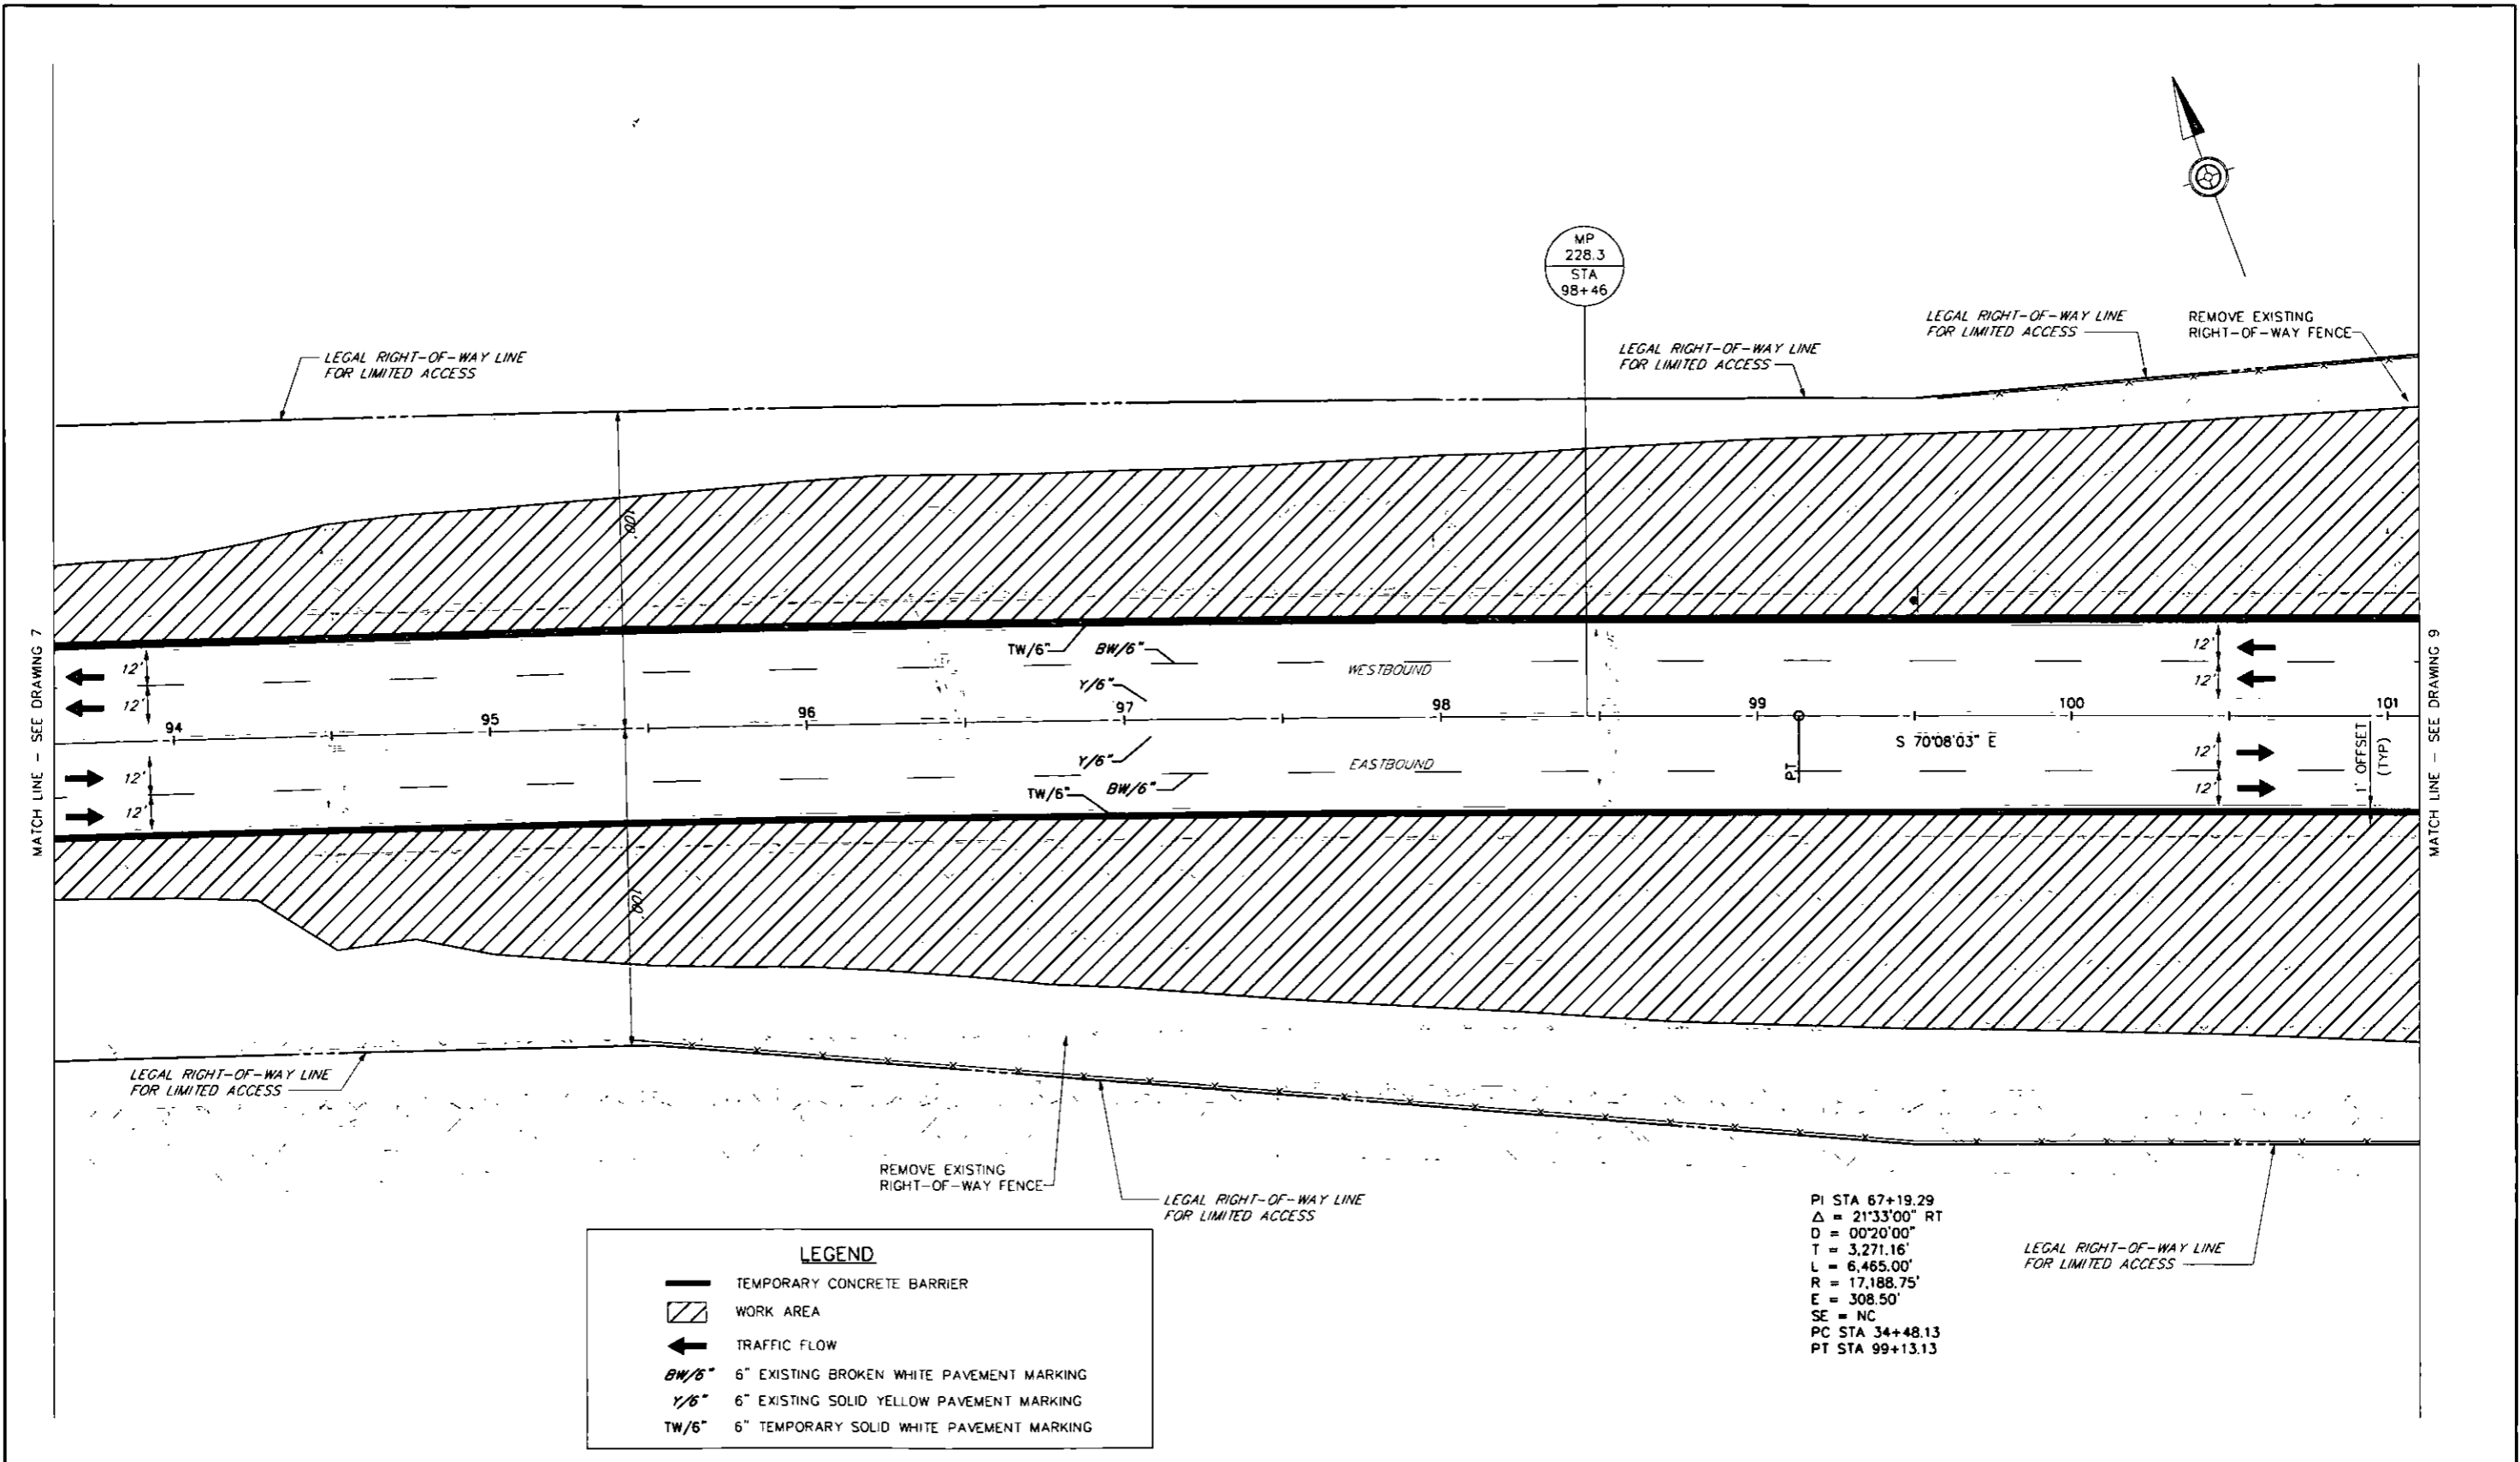 MP
228.3
STA
98+46
LEGAL RIGHT-OF-WAY LINE
FOR LIMITED ACCESS
LEGAL RIGHT-OF-WAY LINE
FOR LIMITED ACCESS
LEGAL RIGHT-OF-WAY LINE
FOR LIMITED ACCESS
REMOVE EXISTING
RIGHT-OF-WAY FENCE
100'
MATCH LINE - SEE DRAWING 7
MATCH LINE - SEE DRAWING 9
12'
12'
TW/6"
BW/6"
WESTBOUND
12'
12'
Y/6"
94
95
96
97
98
99
100
101
Y/6"
EASTBOUND
PT
S 70°08'03" E
12'
12'
1' OFFSET
(TYP)
12'
12'
TW/6"
BW/6"
100'
LEGAL RIGHT-OF-WAY LINE
FOR LIMITED ACCESS
REMOVE EXISTING
RIGHT-OF-WAY FENCE
LEGAL RIGHT-OF-WAY LINE
FOR LIMITED ACCESS
LEGAL RIGHT-OF-WAY LINE
FOR LIMITED ACCESS
PI STA 67+19.29
Δ = 21°33'00" RT
D = 00°20'00"
T = 3,271.16'
L = 6,465.00'
R = 17,188.75'
E = 308.50'
SE = NC
PC STA 34+48.13
PT STA 99+13.13
LEGEND
TEMPORARY CONCRETE BARRIER
WORK AREA
TRAFFIC FLOW
BW/6" 6" EXISTING BROKEN WHITE PAVEMENT MARKING
Y/6" 6" EXISTING SOLID YELLOW PAVEMENT MARKING
TW/6" 6" TEMPORARY SOLID WHITE PAVEMENT MARKING